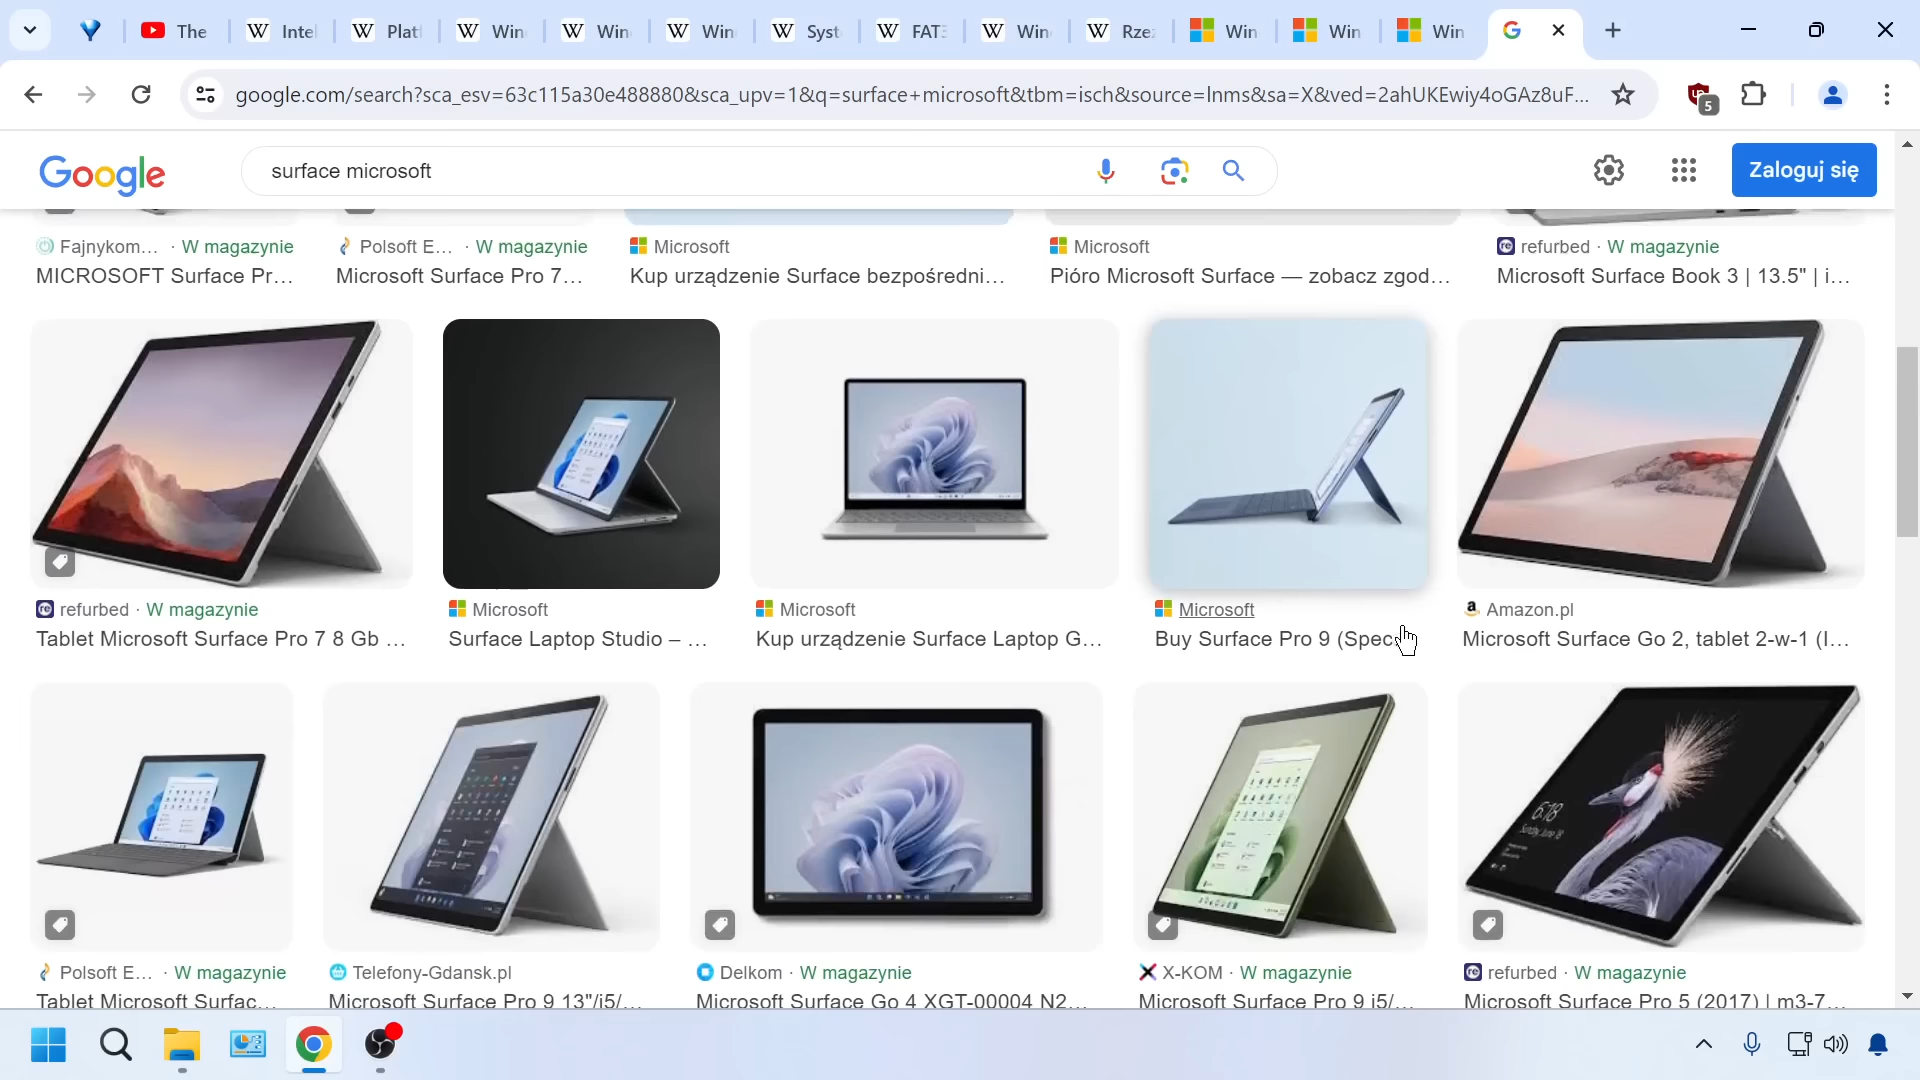 The
Inte
Plat
Win
Win
Win
Syst
FAT3
Win
Rze
Win
Win
Win
google.com/search?sca_esv=63c115a30e488880&sca_upv=1&q=surface+microsoft&tbm=isch&source=lnms&sa=X&ved=2ahUKEwiy4oGAz8uF...
5
Google
surface microsoft
Zaloguj się
Fajnykom... · W magazynie
MICROSOFT Surface Pr...
Polsoft E... · W magazynie
Microsoft Surface Pro 7...
Microsoft
Kup urządzenie Surface bezpośredni...
Microsoft
Pióro Microsoft Surface — zobacz zgod...
refurbed · W magazynie
Microsoft Surface Book 3 | 13.5" | i...
refurbed · W magazynie
Tablet Microsoft Surface Pro 7 8 Gb ...
Microsoft
Surface Laptop Studio – ...
Microsoft
Kup urządzenie Surface Laptop G...
Microsoft
Buy Surface Pro 9 (Spec
Amazon.pl
Microsoft Surface Go 2, tablet 2-w-1 (I...
6:18
Sunday, June 18
Polsoft E... · W magazynie
Tablet Microsoft Surfac...
Telefony-Gdansk.pl
Microsoft Surface Pro 9 13"/i5/...
Delkom · W magazynie
Microsoft Surface Go 4 XGT-00004 N2...
X-KOM · W magazynie
Microsoft Surface Pro 9 i5/...
refurbed · W magazynie
Microsoft Surface Pro 5 (2017) | m3-7...